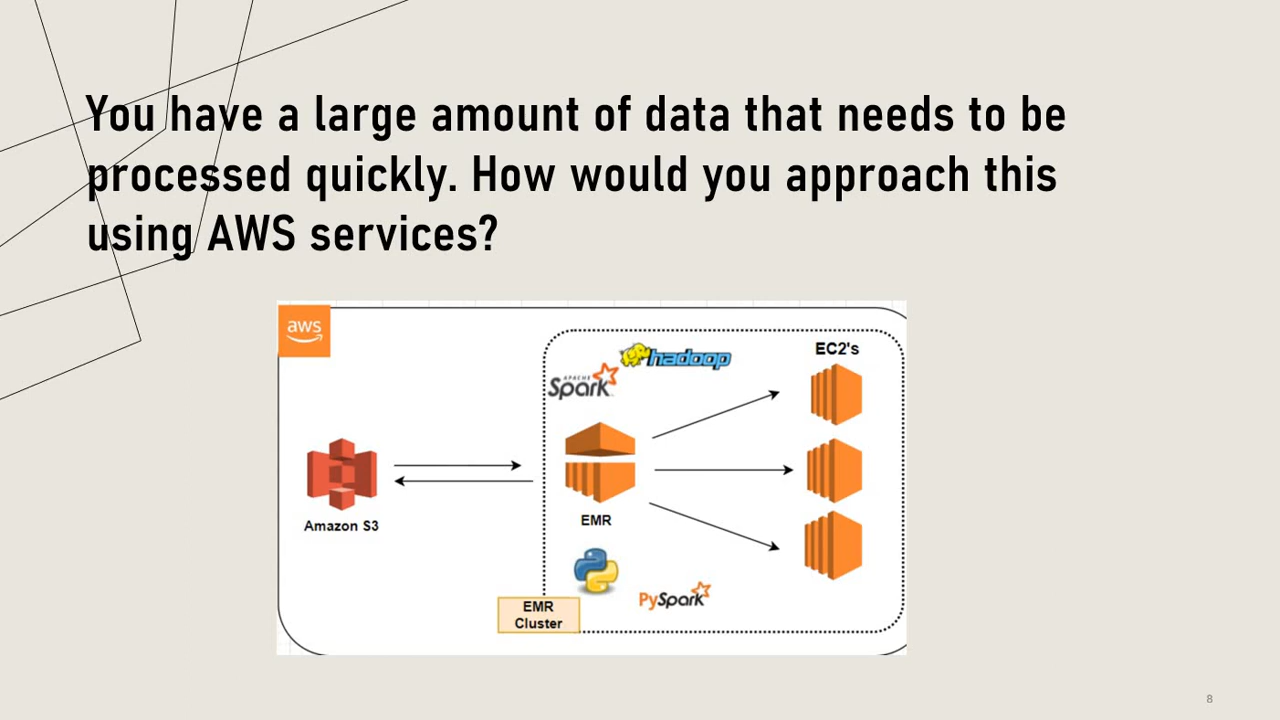 You have a large amount of data that needs to be
processed quickly. How would you approach this
using AWS services?
aws
hadoop
EC2's
APACHE
Spark
Amazon S3
EMR
PySpark
EMR
Cluster
8